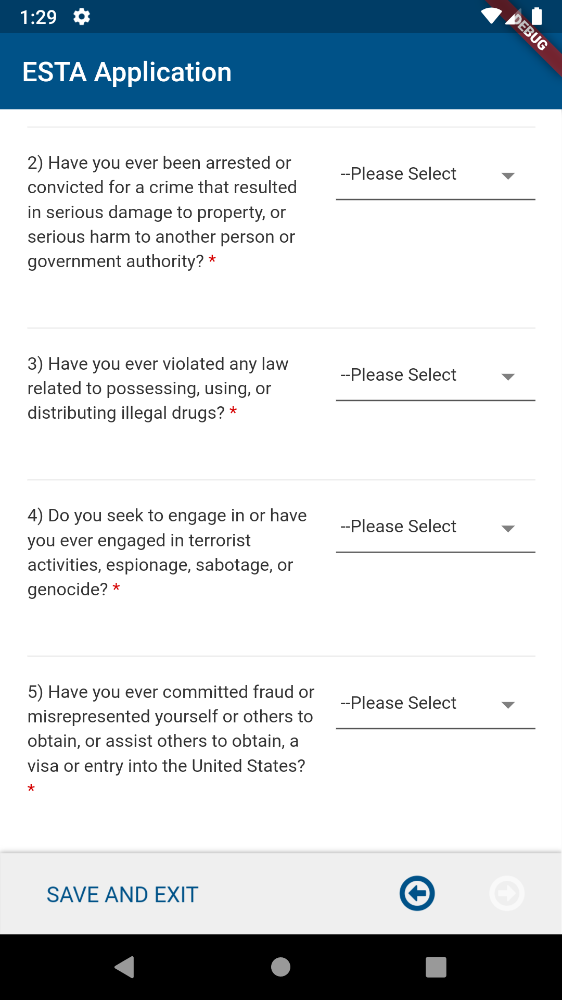 1:29
DEBUG
ESTA Application
2) Have you ever been arrested or
convicted for a crime that resulted
in serious damage to property, or
serious harm to another person or
government authority? *
--Please Select
3) Have you ever violated any law
related to possessing, using, or
distributing illegal drugs? *
--Please Select
4) Do you seek to engage in or have
you ever engaged in terrorist
activities, espionage, sabotage, or
genocide? *
--Please Select
5) Have you ever committed fraud or
misrepresented yourself or others to
obtain, or assist others to obtain, a
visa or entry into the United States?
*
--Please Select
SAVE AND EXIT